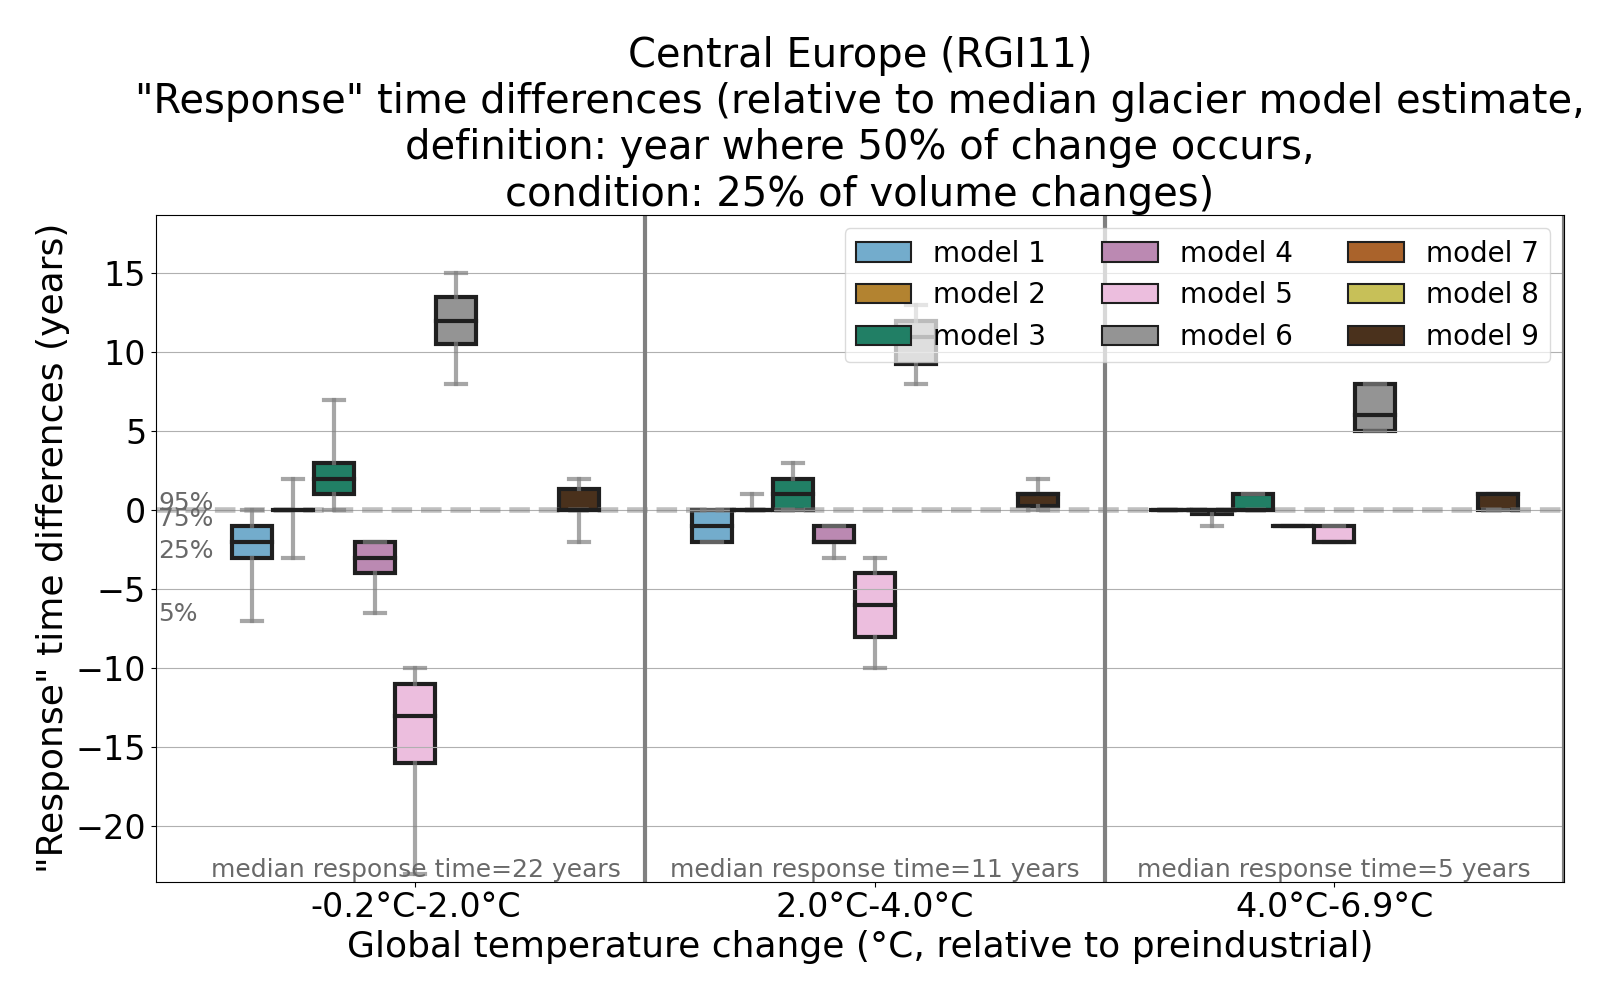 Central Europe (RGI11)
"Response" time differences (relative to median glacier model estimate,
definition: year where 50% of change occurs,
condition: 25% of volume changes)
"Response" time differences (years)
15
10
5
0
−5
−10
−15
−20
95%
75%
25%
5%
model 1
model 2
model 3
model 4
model 5
model 6
model 7
model 8
model 9
median response time=22 years
median response time=11 years
median response time=5 years
-0.2°C-2.0°C
2.0°C-4.0°C
4.0°C-6.9°C
Global temperature change (°C, relative to preindustrial)